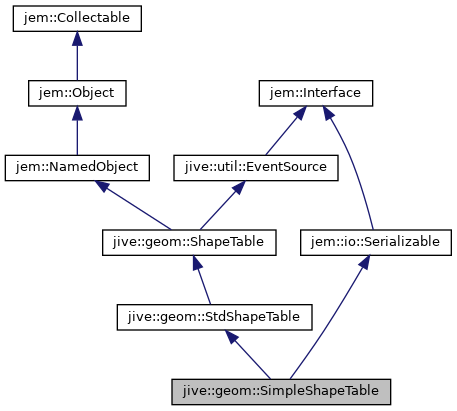 jem::Collectable
jem::Object
jem::Interface
jem::NamedObject
jive::util::EventSource
jive::geom::ShapeTable
jem::io::Serializable
jive::geom::StdShapeTable
jive::geom::SimpleShapeTable